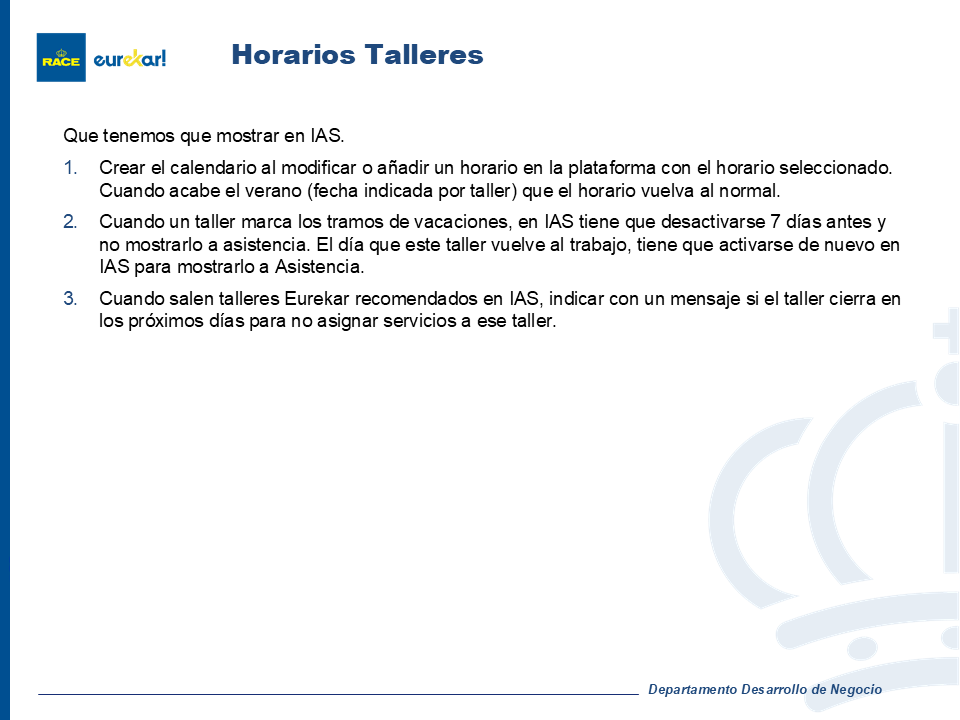 RACE
eurekar!
Horarios Talleres
Que tenemos que mostrar en IAS.
1. Crear el calendario al modificar o añadir un horario en la plataforma con el horario seleccionado.
Cuando acabe el verano (fecha indicada por taller) que el horario vuelva al normal.
2. Cuando un taller marca los tramos de vacaciones, en IAS tiene que desactivarse 7 días antes y
no mostrarlo a asistencia. El día que este taller vuelve al trabajo, tiene que activarse de nuevo en
IAS para mostrarlo a Asistencia.
3. Cuando salen talleres Eurekar recomendados en IAS, indicar con un mensaje si el taller cierra en
los próximos días para no asignar servicios a ese taller.
Departamento Desarrollo de Negocio